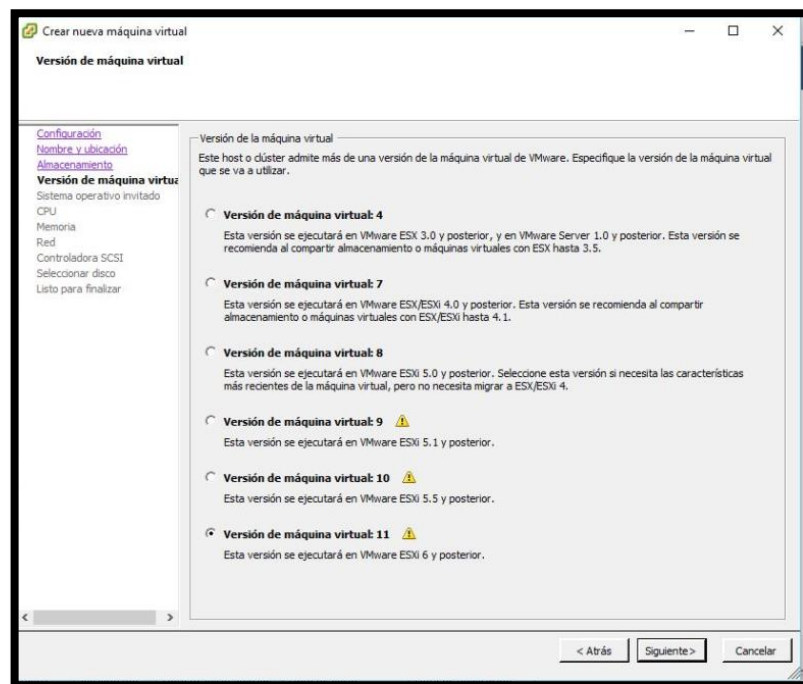 Crear nueva máquina virtual
Versión de máquina virtual
Configuración
Nombre y ubicación
Almacenamiento
Versión de máquina virtua
Sistema operativo invitado
CPU
Memoria
Red
Controladora SCSI
Seleccionar disco
Listo para finalizar
Versión de la máquina virtual
Este host o clúster admite más de una versión de la máquina virtual de VMware. Especifique la versión de la máquina virtual
que se va a utilizar.
Versión de máquina virtual: 4
Esta versión se ejecutará en VMware ESX 3.0 y posterior, y en VMware Server 1.0 y posterior. Esta versión se
recomienda al compartir almacenamiento o máquinas virtuales con ESX hasta 3.5.
Versión de máquina virtual: 7
Esta versión se ejecutará en VMware ESX/ESXi 4.0 y posterior. Esta versión se recomienda al compartir
almacenamiento o máquinas virtuales con ESX/ESXi hasta 4.1.
Versión de máquina virtual: 8
Esta versión se ejecutará en VMware ESXi 5.0 y posterior. Seleccione esta versión si necesita las características
más recientes de la máquina virtual, pero no necesita migrar a ESX/ESXi 4.
Versión de máquina virtual: 9
Esta versión se ejecutará en VMware ESXi 5.1 y posterior.
Versión de máquina virtual: 10
Esta versión se ejecutará en VMware ESXi 5.5 y posterior.
Versión de máquina virtual: 11
Esta versión se ejecutará en VMware ESXi 6 y posterior.
< Atrás
Siguiente >
Cancelar